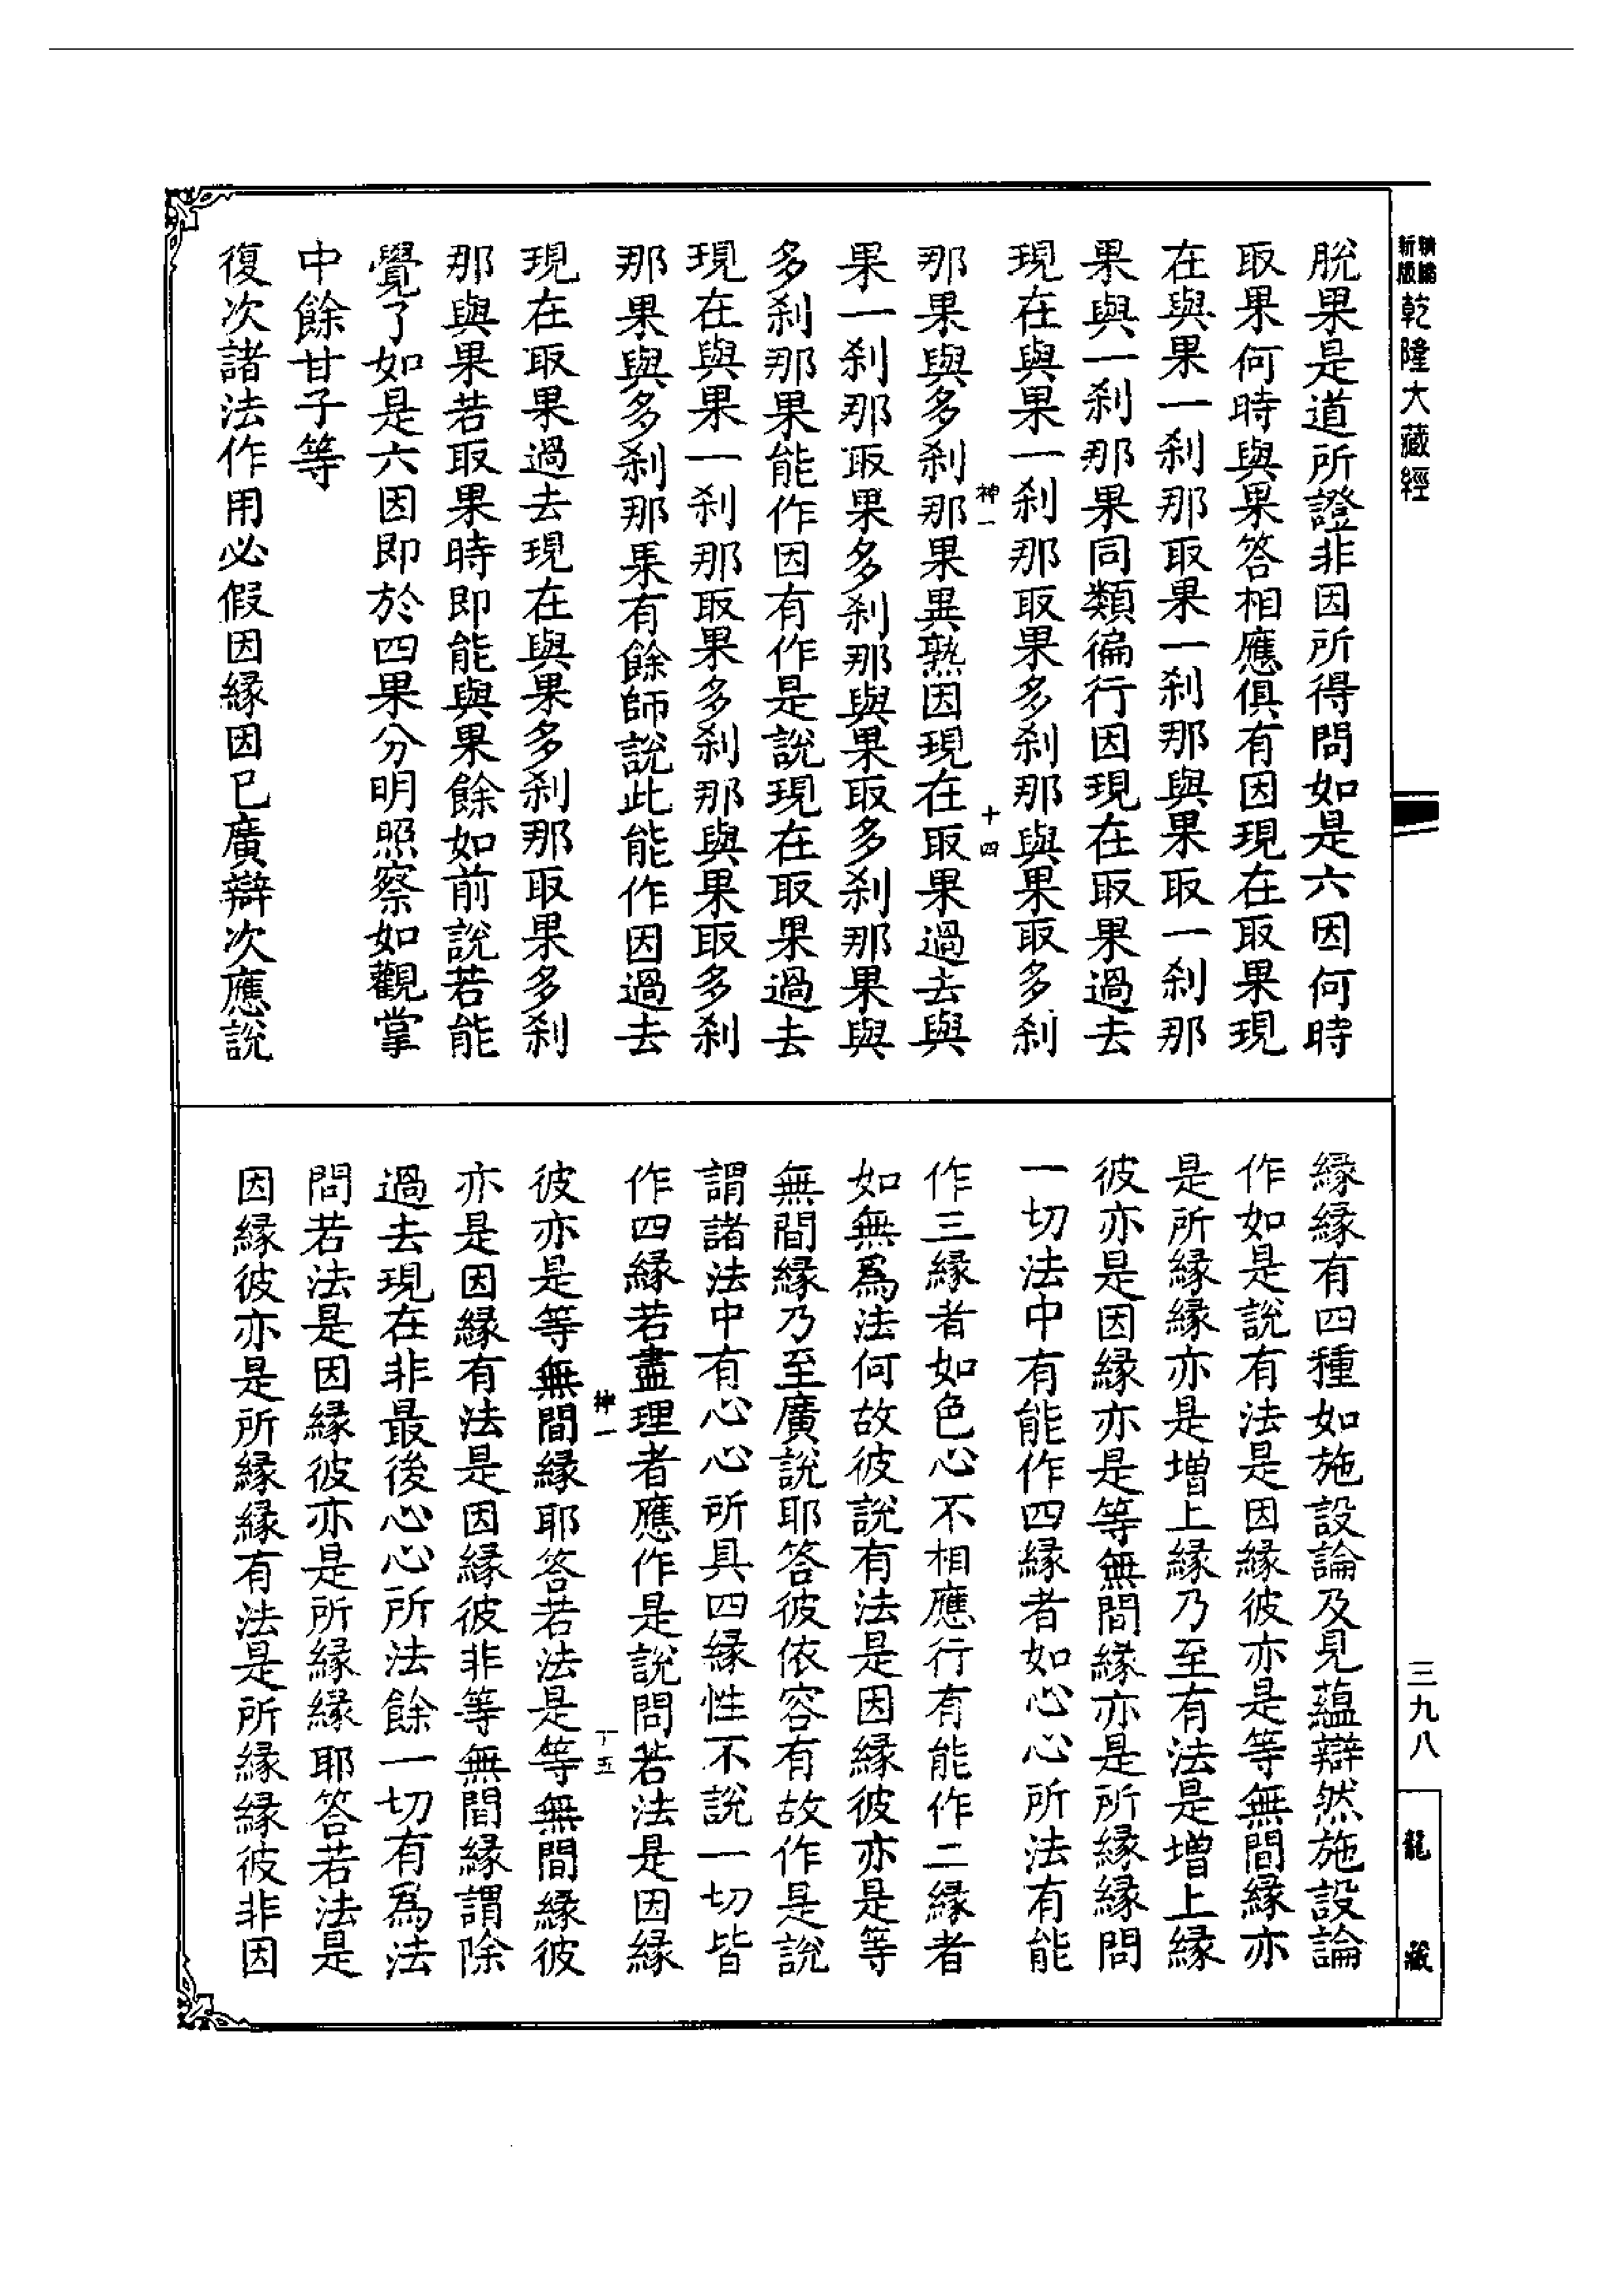 精編
新版
乾隆大藏經
脫果是道所證非因所得問如是六因何時
取果何時與果答相應俱有因現在取果現
在與果一刹那取果一刹那與果取一刹那
果與一刹那果同類徧行因現在取果過去
現在與果一刹那取果多刹那與果取多刹
神一
十四
那果與多刹那果異熟因現在取果過去與
果一刹那取果多刹那與果取多刹那果與
多刹那果能作因有作是說現在取果過去
現在與果一刹那取果多刹那與果取多刹
那果與多刹那果有餘師說此能作因過去
現在取果過去現在與果多刹那取果多刹
那與果若取果時即能與果餘如前說若能
覺了如是六因即於四果分明照察如觀掌
中餘甘子等
復次諸法作用必假因緣因已廣辯次應說
緣緣有四種如施設論及見蘊辯然施設論
作如是說有法是因緣彼亦是等無間緣亦
是所緣緣亦是增上緣乃至有法是增上緣
彼亦是因緣亦是等無間緣亦是所緣緣問
一切法中有能作四緣者如心心所法有能
作三緣者如色心不相應行有能作二緣者
如無為法何故彼說有法是因緣彼亦是等
無間緣乃至廣說耶答彼依容有故作是說
謂諸法中有心心所具四緣性不說一切皆
作四緣若盡理者應作是說問若法是因緣
神一
十五
彼亦是等無間緣耶答若法是等無間緣彼
亦是因緣有法是因緣彼非等無間緣謂除
過去現在非最後心心所法餘一切有為法
問若法是因緣彼亦是所緣緣耶答若法是
因緣彼亦是所緣緣有法是所緣緣彼非因
三九八
龍藏